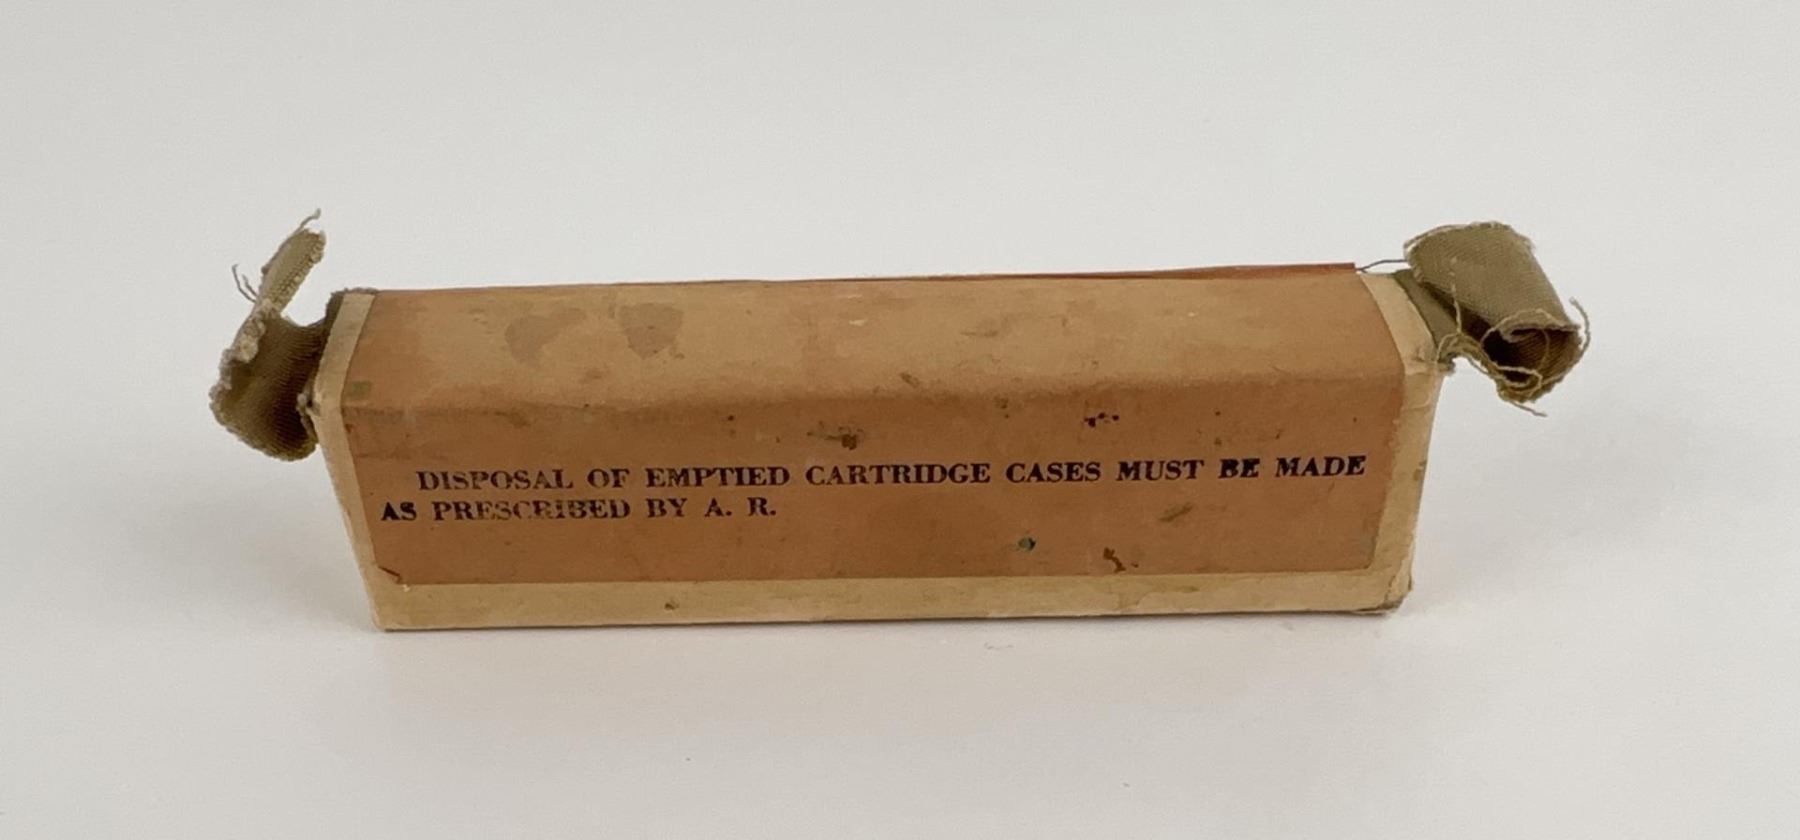 DISPOSAL OF EMPTIED CARTRIDGE CASES MUST BE MADE
AS PRESCRIBED BY A. R.